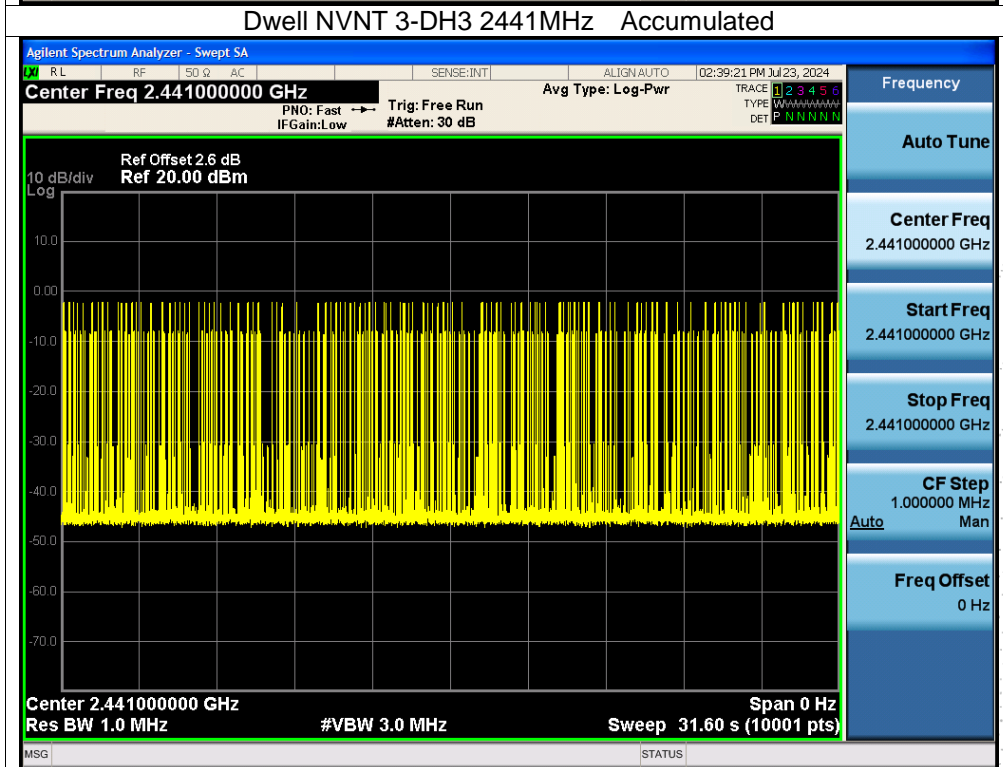 Dwell NVNT 3-DH3 2441MHz Accumulated
Agilent Spectrum Analyzer - Swept SA
LXI RL RF 50 Ω AC SENSE:INT ALIGN AUTO 02:39:21 PM Jul 23, 2024
Center Freq 2.441000000 GHz
PNO: Fast
IFGain:Low
Trig: Free Run
#Atten: 30 dB
Avg Type: Log-Pwr
TRACE 1 2 3 4 5 6
TYPE WWWWWW
DET P N N N N N
Ref Offset 2.6 dB
10 dB/div Ref 20.00 dBm
Log
10.0
0.00
-10.0
-20.0
-30.0
-40.0
-50.0
-60.0
-70.0
Center 2.441000000 GHz Span 0 Hz
Res BW 1.0 MHz #VBW 3.0 MHz Sweep 31.60 s (10001 pts)
MSG STATUS
Frequency
Auto Tune
Center Freq
2.441000000 GHz
Start Freq
2.441000000 GHz
Stop Freq
2.441000000 GHz
CF Step
1.000000 MHz
Auto Man
Freq Offset
0 Hz